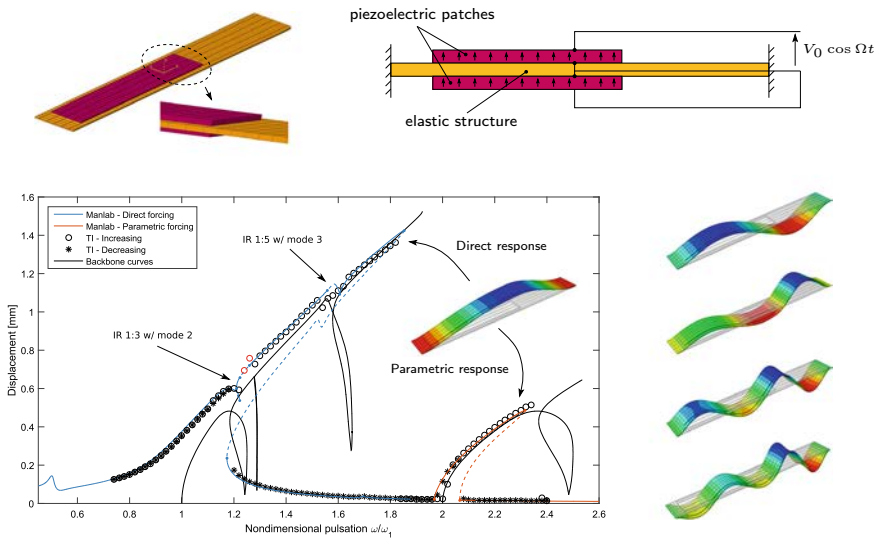 piezoelectric patches
V₀ cos Ωt
elastic structure
1.6
1.4
1.2
1
0.8
0.6
0.4
0.2
0
Displacement [mm]
Manlab - Direct forcing
Manlab - Parametric forcing
TI - Increasing
TI - Decreasing
Backbone curves
IR 1:5 w/ mode 3
IR 1:3 w/ mode 2
Direct response
Parametric response
0.6 0.8 1 1.2 1.4 1.6 1.8 2 2.2 2.4 2.6
Nondimensional pulsation ω/ω₁